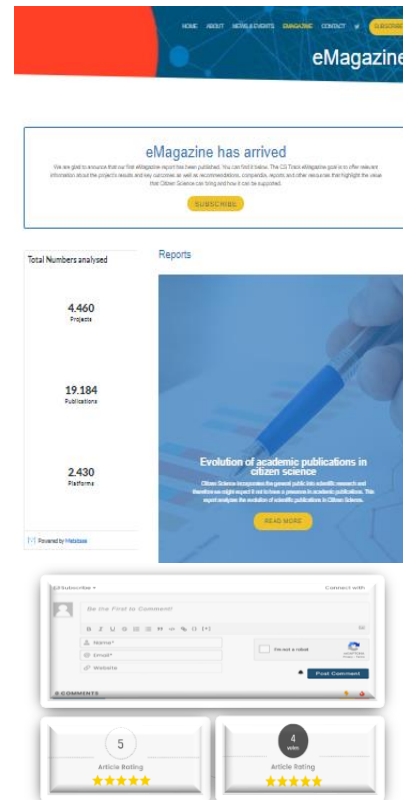 HOME ABOUT NEWS & EVENTS EMAGAZINE CONTACT SUBSCRIBE
eMagazine
eMagazine has arrived
We are glad to announce that our first eMagazine report has been published. You can find it below. The CS Track eMagazine goal is to offer relevant
information about the project's results and key outcomes as well as recommendations, compendia, reports and other resources that highlight the value
that Citizen Science can bring and how it can be supported.
SUBSCRIBE
Total Numbers analysed
4.460
Projects
19.184
Publications
2.430
Platforms
Powered by Metabase
Reports
Evolution of academic publications in
citizen science
Citizen Science incorporates the general public into scientific research and
therefore we might expect it not to have a presence in academic publications. This
report analyses the evolution of scientific publications in Citizen Science.
READ MORE
Subscribe
Connect with
Be the First to Comment!
B I U
{} [+]
Name*
Email*
Website
I'm not a robot
Post Comment
0 COMMENTS
5
Article Rating
4
votes
Article Rating